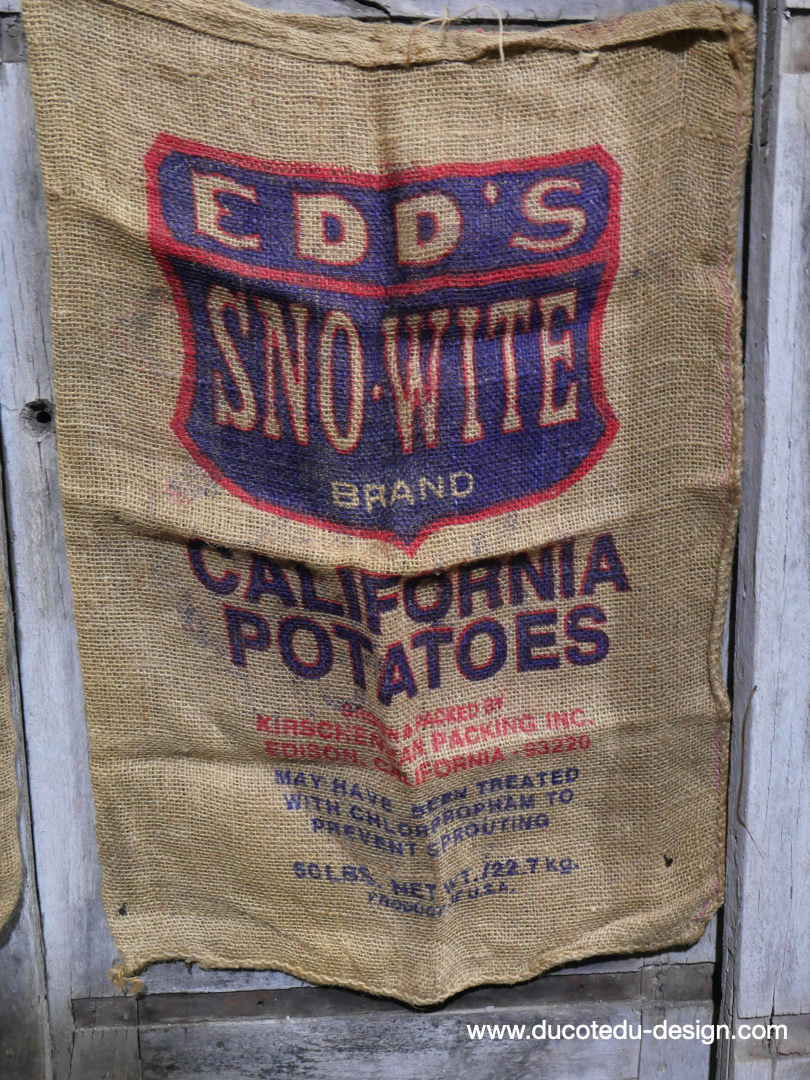 EDD'S
SNO-WITE
BRAND
CALIFORNIA
POTATOES
& PACKED BY
PACKING INC.
EDISON, CALIFORNIA - 93220
MAY HAVE BEEN TREATED
WITH CHLORPROPHAM TO
PREVENT SPROUTING
50 LBS. NET WT./22.7 Kg.
PRODUCE OF U.S.A.
www.ducotedu-design.com